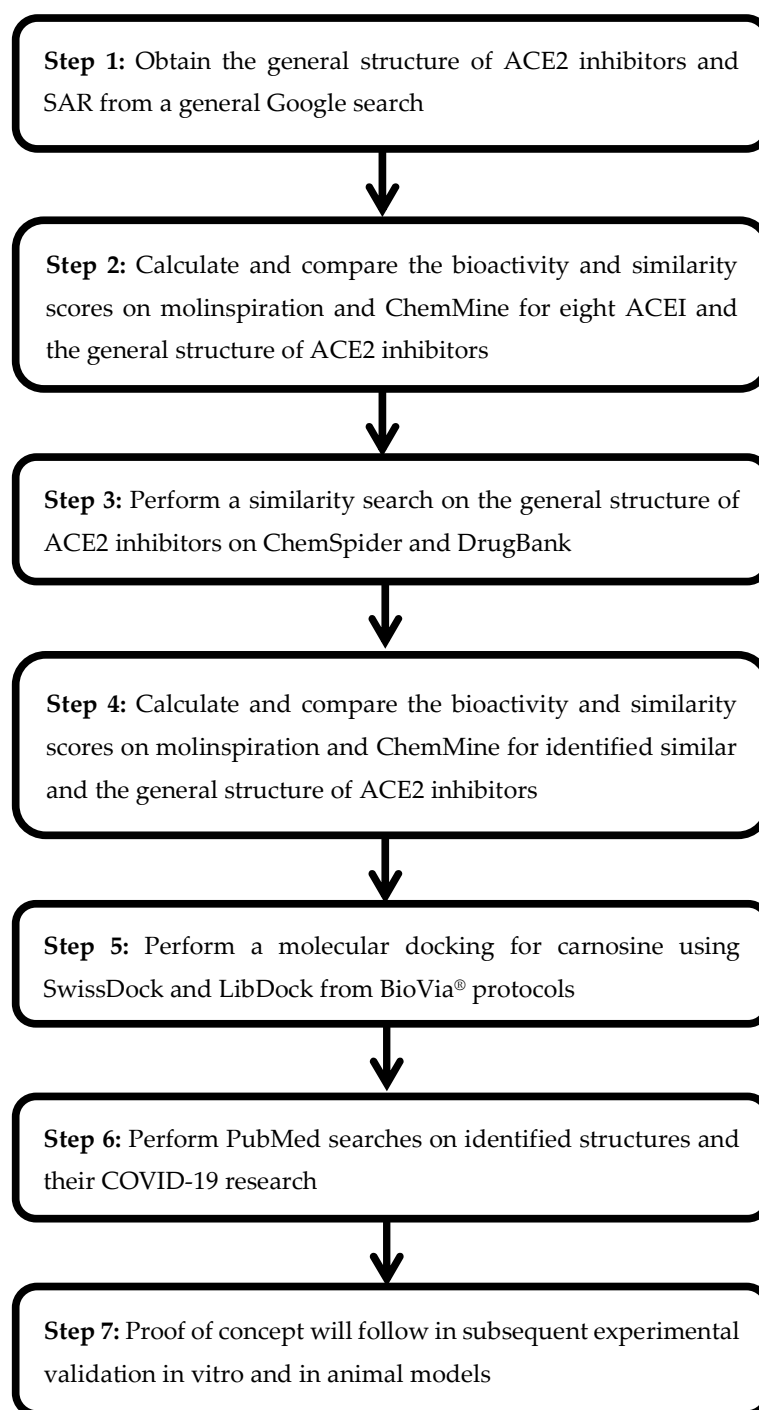 Step 1: Obtain the general structure of ACE2 inhibitors and
SAR from a general Google search
Step 2: Calculate and compare the bioactivity and similarity
scores on molinspiration and ChemMine for eight ACEI and
the general structure of ACE2 inhibitors
Step 3: Perform a similarity search on the general structure of
ACE2 inhibitors on ChemSpider and DrugBank
Step 4: Calculate and compare the bioactivity and similarity
scores on molinspiration and ChemMine for identified similar
and the general structure of ACE2 inhibitors
Step 5: Perform a molecular docking for carnosine using
SwissDock and LibDock from BioVia® protocols
Step 6: Perform PubMed searches on identified structures and
their COVID-19 research
Step 7: Proof of concept will follow in subsequent experimental
validation in vitro and in animal models